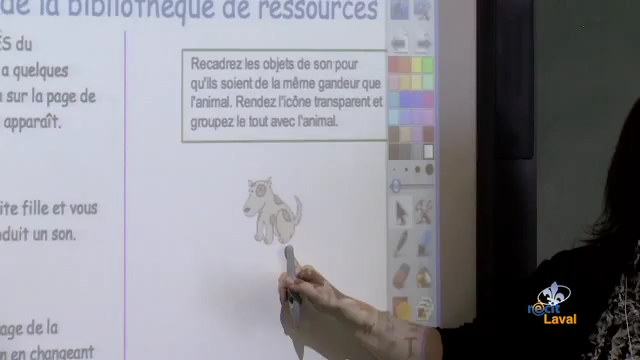 de la bibliothèque de ressources
ÉS du
a quelques
sur la page de
apparaît.
ite fille et vous
duit un son.
age de la
n en changeant
Recadrez les objets de son pour
qu'ils soient de la même gandeur que
l'animal. Rendez l'icône transparent et
groupez le tout avec l'animal.
récit
Laval